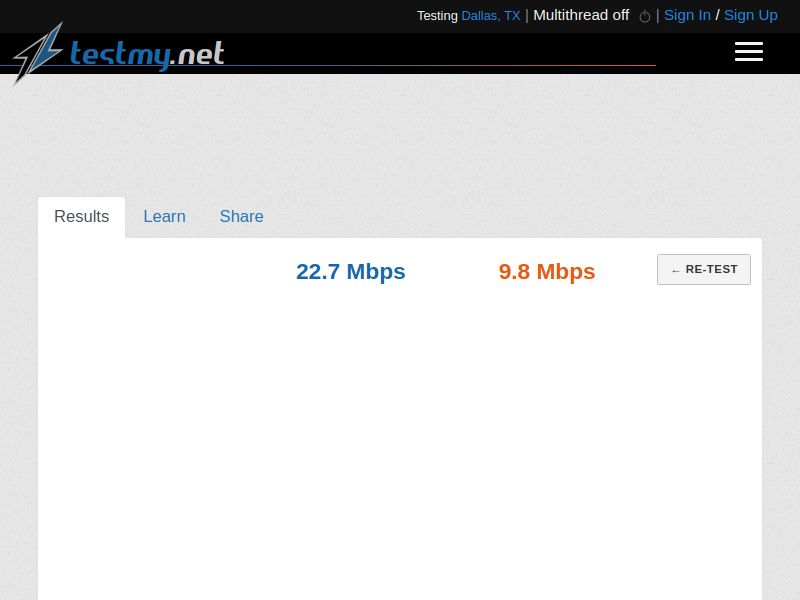 Testing Dallas, TX | Multithread off | Sign In / Sign Up
testmy.net
Results Learn Share
22.7 Mbps 9.8 Mbps ← RE-TEST